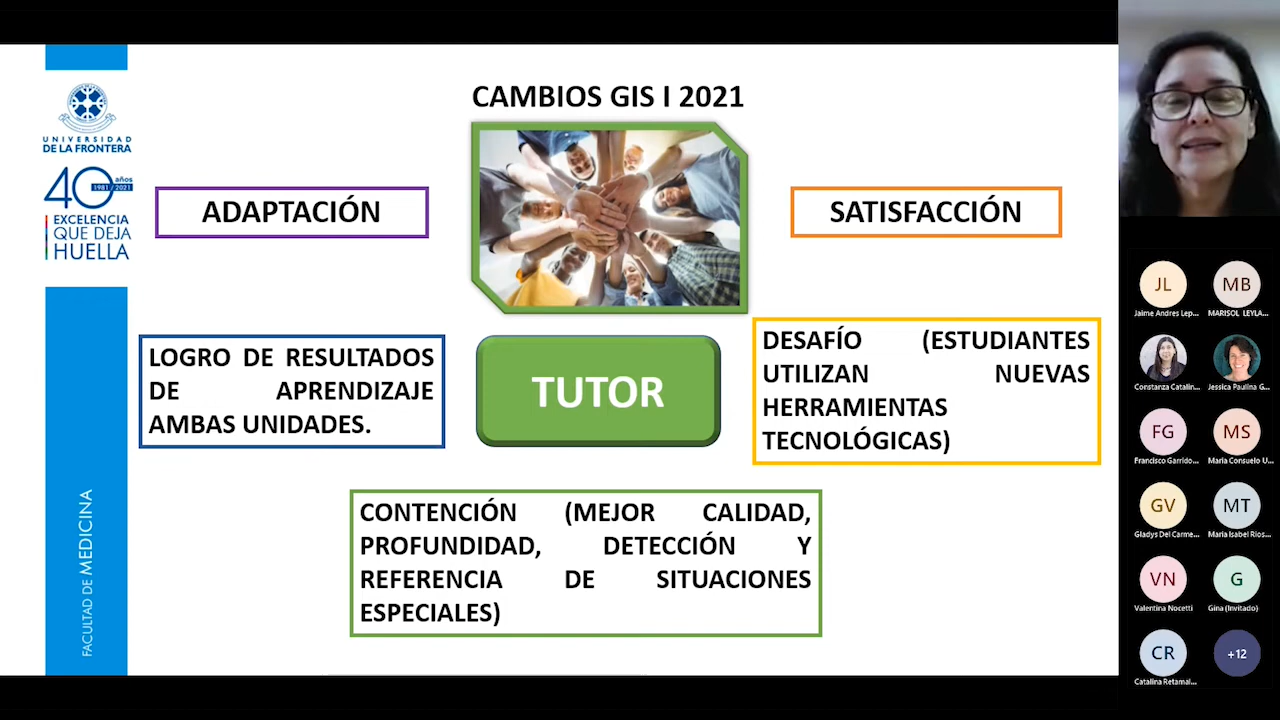 CAMBIOS GIS I 2021
UNIVERSIDAD
DE LA FRONTERA
40 años
1981 / 2021
EXCELENCIA
QUE DEJA
HUELLA
FACULTAD DE MEDICINA
ADAPTACIÓN
SATISFACCIÓN
LOGRO DE RESULTADOS
DE APRENDIZAJE
AMBAS UNIDADES.
TUTOR
DESAFÍO (ESTUDIANTES
UTILIZAN NUEVAS
HERRAMIENTAS
TECNOLÓGICAS)
CONTENCIÓN (MEJOR CALIDAD,
PROFUNDIDAD, DETECCIÓN Y
REFERENCIA DE SITUACIONES
ESPECIALES)
JL
Jaime Andres Lep...
MB
MARISOL LEYLA...
Constanza Catalin...
Jessica Paulina G...
FG
Francisco Garrido...
MS
Maria Consuelo U...
GV
Gladys Del Carme...
MT
Maria Isabel Rios...
VN
Valentina Nocetti
G
Gina (Invitado)
CR
Catalina Retamal...
+12